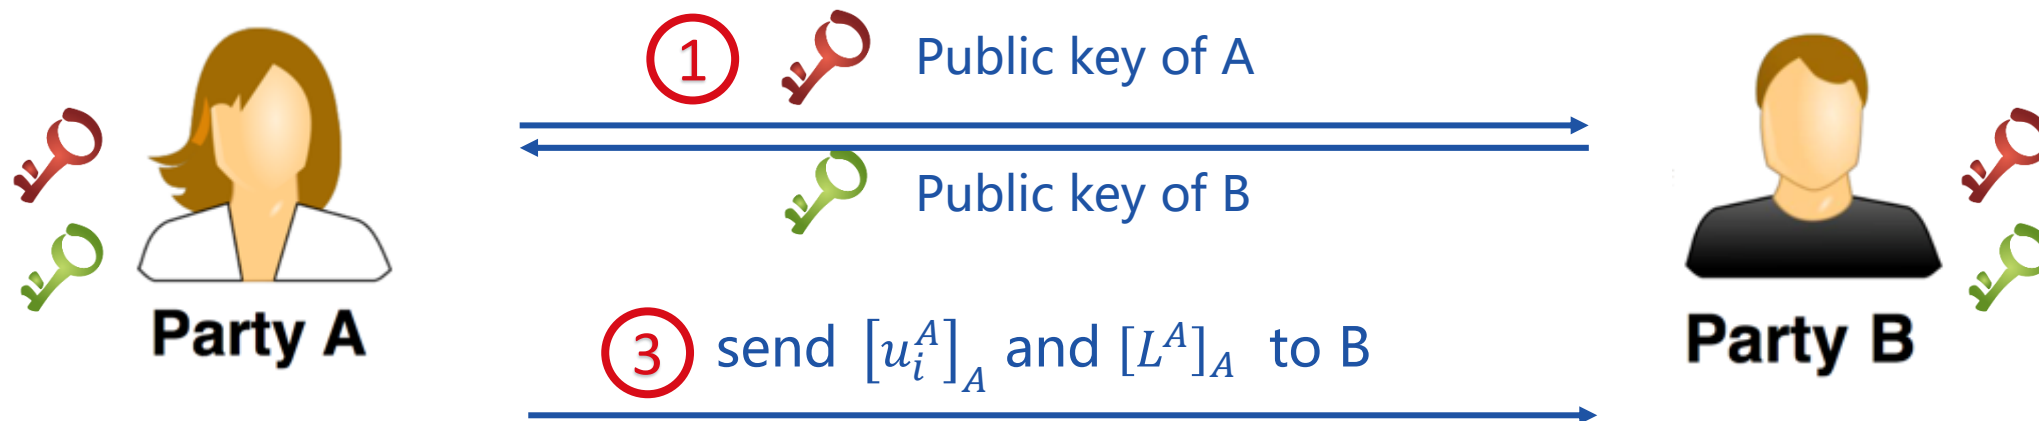 1 Public key of A
Public key of B
Party A
3 send [u_i^A]_A and [L^A]_A to B
Party B